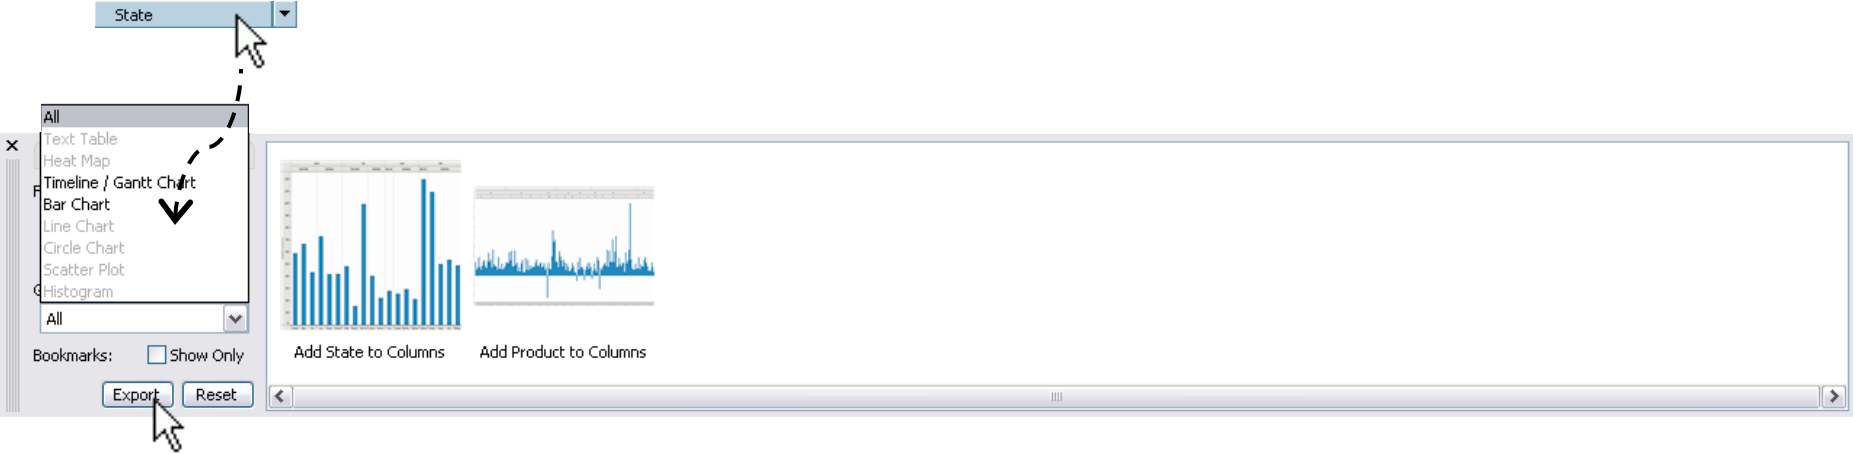 State
All
Text Table
Heat Map
Timeline / Gantt Chart
Bar Chart
Line Chart
Circle Chart
Scatter Plot
Histogram
All
Bookmarks:
Show Only
Export
Reset
Add State to Columns
Add Product to Columns